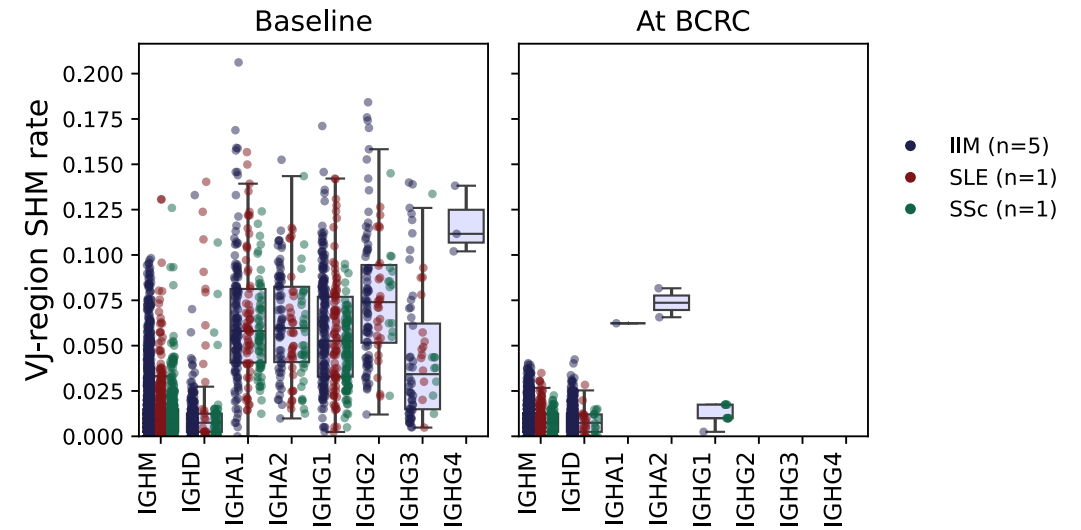 Baseline
At BCRC
VJ-region SHM rate
0.200
0.175
0.150
0.125
0.100
0.075
0.050
0.025
0.000
IGHM
IGHD
IGHA1
IGHA2
IGHG1
IGHG2
IGHG3
IGHG4
IGHM
IGHD
IGHA1
IGHA2
IGHG1
IGHG2
IGHG3
IGHG4
IIM (n=5)
SLE (n=1)
SSc (n=1)